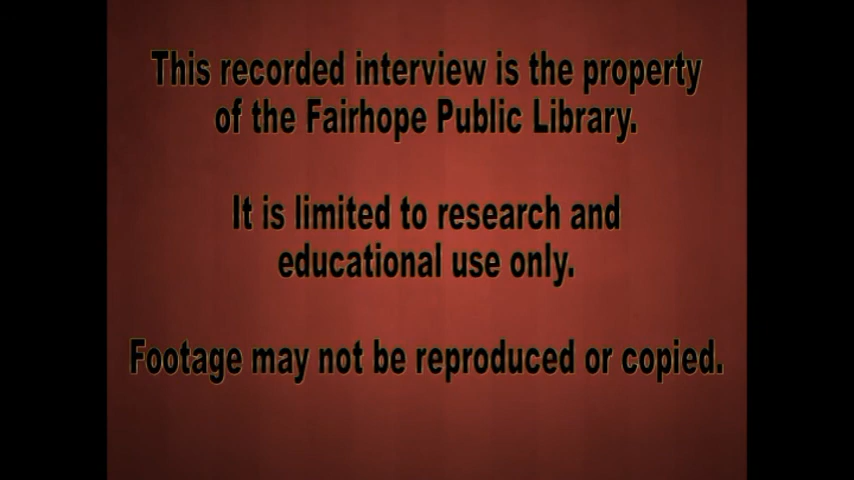 This recorded interview is the property
of the Fairhope Public Library.
It is limited to research and
educational use only.
Footage may not be reproduced or copied.